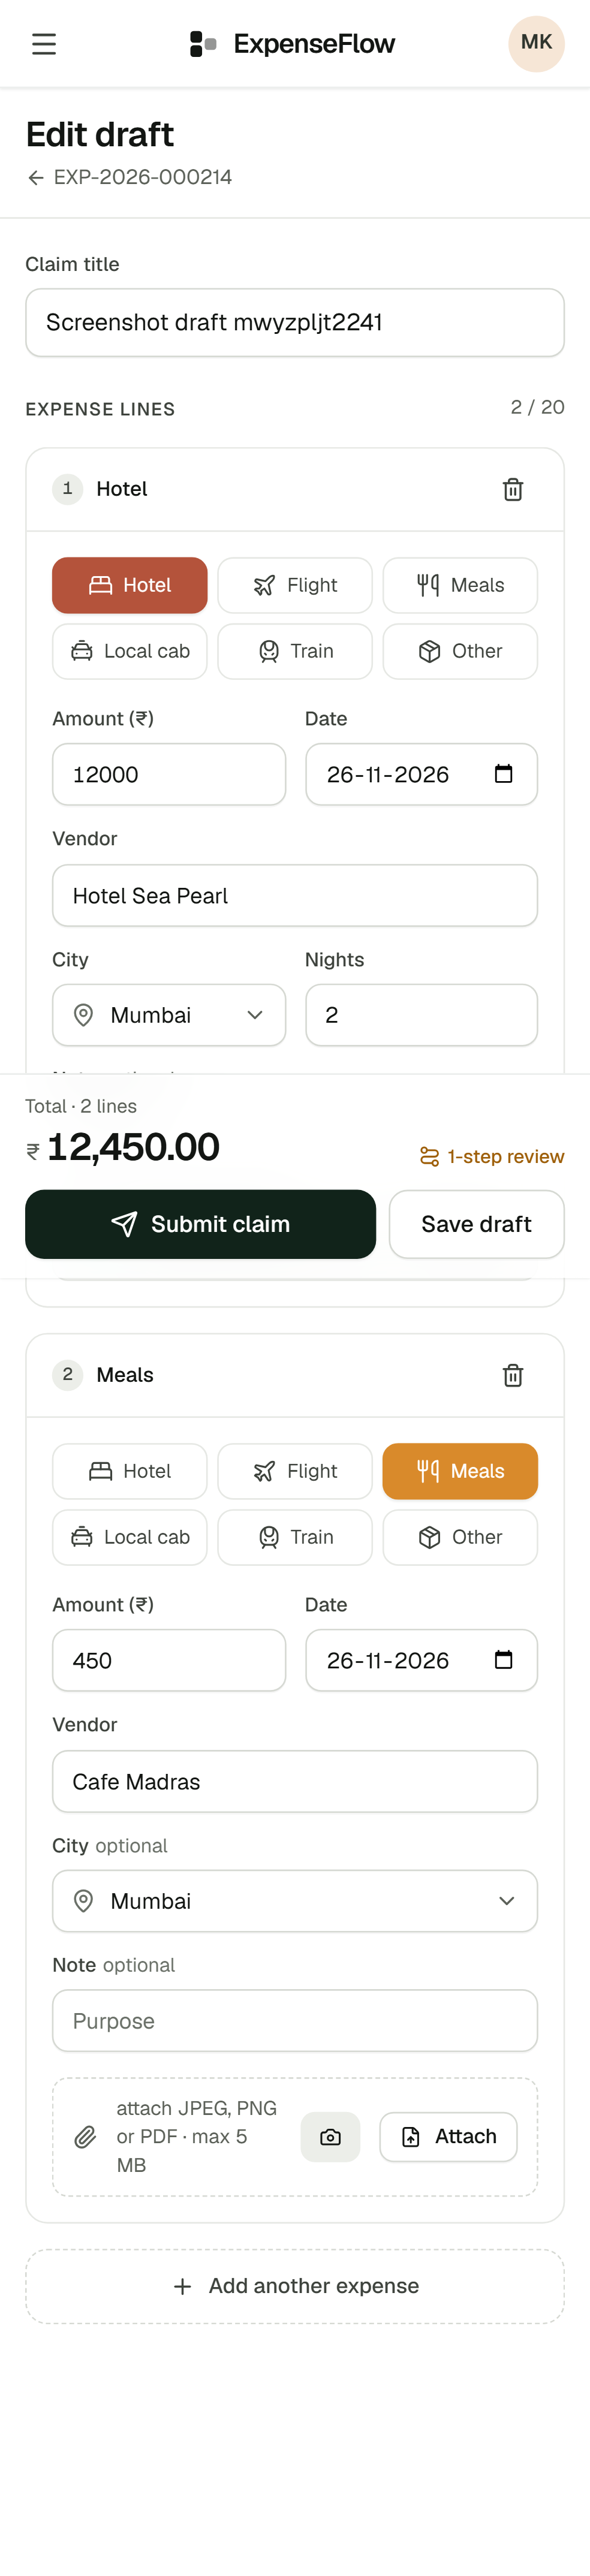 ExpenseFlow
MK
Edit draft
← EXP-2026-000214
Claim title
Screenshot draft mwyzpljt2241
EXPENSE LINES 2 / 20
1 Hotel
Hotel Flight Meals
Local cab Train Other
Amount (₹) Date
12000 26-11-2026
Vendor
Hotel Sea Pearl
City Nights
Mumbai 2
Total · 2 lines
₹ 12,450.00 1-step review
Submit claim Save draft
2 Meals
Hotel Flight Meals
Local cab Train Other
Amount (₹) Date
450 26-11-2026
Vendor
Cafe Madras
City optional
Mumbai
Note optional
Purpose
attach JPEG, PNG
or PDF · max 5
MB
Attach
+ Add another expense